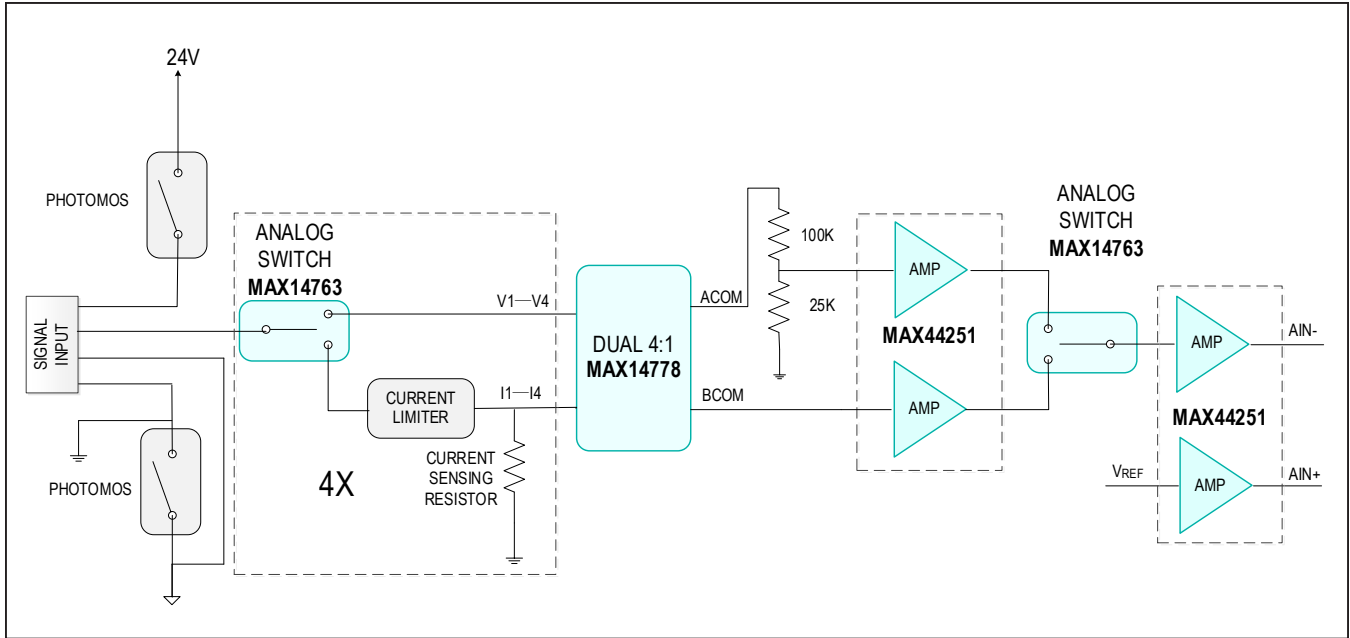 24V
PHOTOMOS
SIGNAL
INPUT
PHOTOMOS
ANALOG
SWITCH
MAX14763
V1—V4
I1—I4
CURRENT
LIMITER
CURRENT
SENSING
RESISTOR
4X
DUAL 4:1
MAX14778
ACOM
BCOM
100K
25K
AMP
MAX44251
AMP
ANALOG
SWITCH
MAX14763
AMP
AIN-
MAX44251
VREF
AMP
AIN+